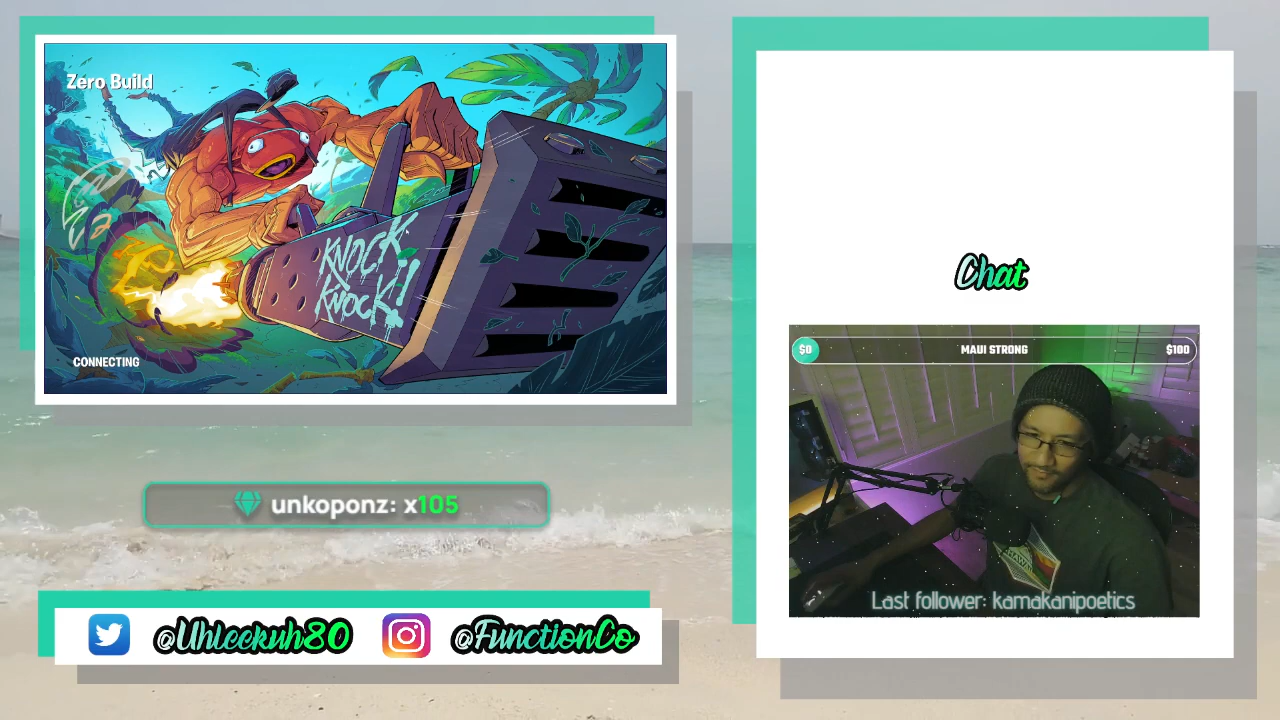 Zero Build
KNOCK
KNOCK!
CONNECTING
unkoponz: x105
@Uhleekuh80
@FunctionCo
Chat
$0
MAUI STRONG
$100
Last follower: kamakanipoetics